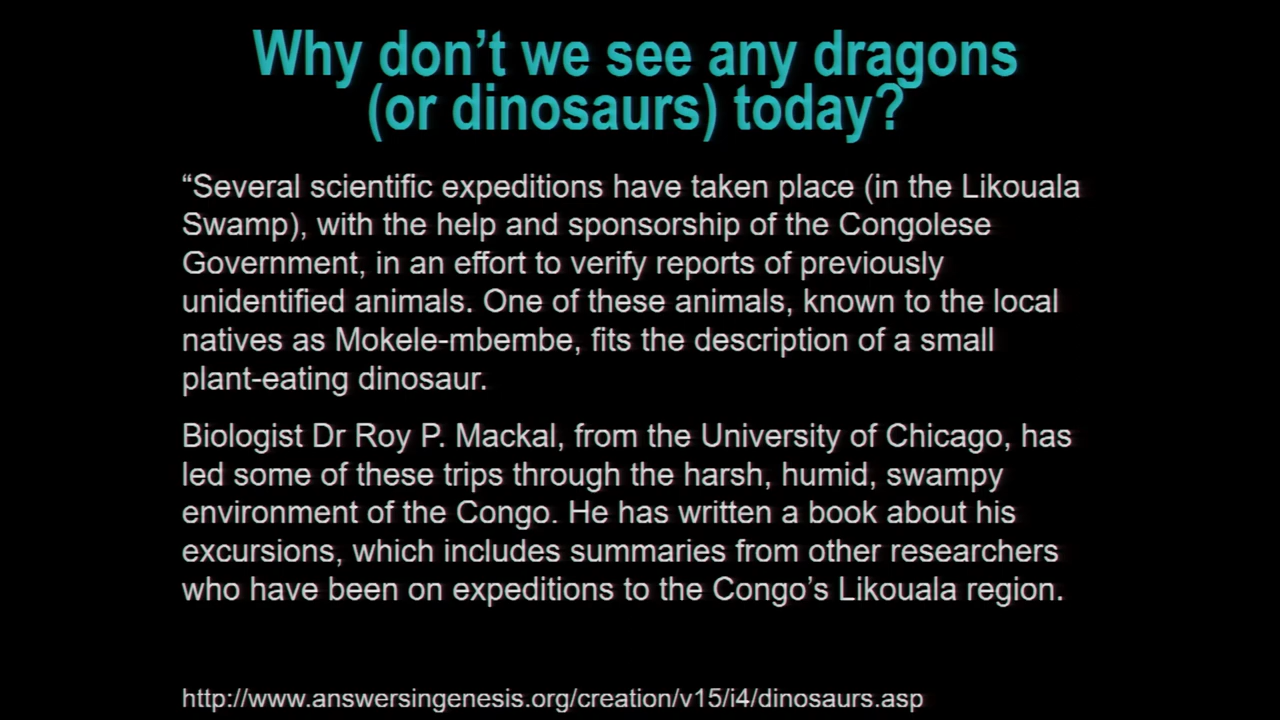 Why don’t we see any dragons
(or dinosaurs) today?
“Several scientific expeditions have taken place (in the Likouala
Swamp), with the help and sponsorship of the Congolese
Government, in an effort to verify reports of previously
unidentified animals. One of these animals, known to the local
natives as Mokele-mbembe, fits the description of a small
plant-eating dinosaur.
Biologist Dr Roy P. Mackal, from the University of Chicago, has
led some of these trips through the harsh, humid, swampy
environment of the Congo. He has written a book about his
excursions, which includes summaries from other researchers
who have been on expeditions to the Congo’s Likouala region.
http://www.answersingenesis.org/creation/v15/i4/dinosaurs.asp